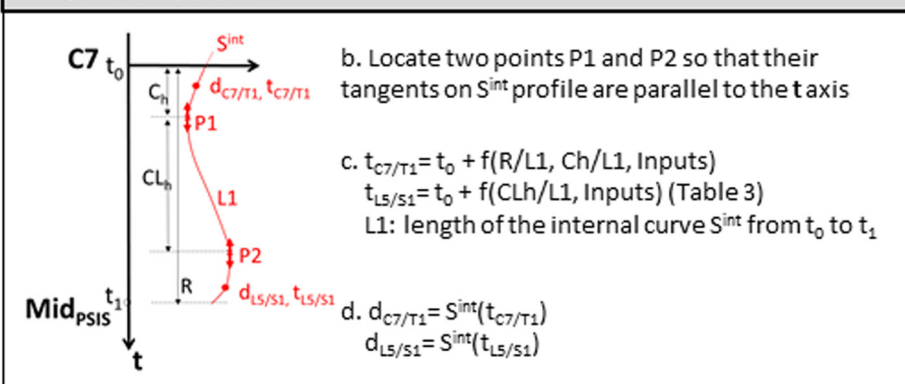 S^int
C7 t₀
d_C7/T1, t_C7/T1
C_h
P1
CL_h
L1
P2
R
d_L5/S1, t_L5/S1
t₁
Mid_PSIS
t
b. Locate two points P1 and P2 so that their
tangents on S^int profile are parallel to the t axis
c. t_C7/T1= t₀ + f(R/L1, Ch/L1, Inputs)
t_L5/S1= t₀ + f(CLh/L1, Inputs) (Table 3)
L1: length of the internal curve S^int from t₀ to t₁
d. d_C7/T1= S^int(t_C7/T1)
d_L5/S1= S^int(t_L5/S1)